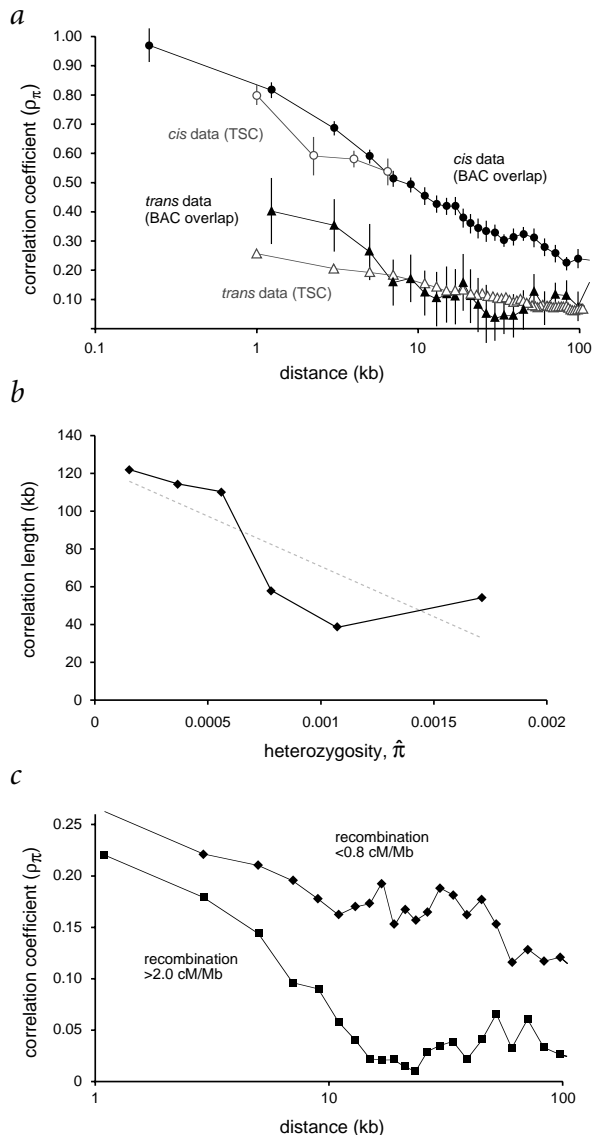 a
correlation coefficient (ρπ)
1.00
0.90
0.80
0.70
0.60
0.50
0.40
0.30
0.20
0.10
cis data (TSC)
cis data
(BAC overlap)
trans data
(BAC overlap)
trans data (TSC)
0.1
1
10
100
distance (kb)
b
correlation length (kb)
140
120
100
80
60
40
20
0
0
0.0005
0.001
0.0015
0.002
heterozygosity, π̂
c
correlation coefficient (ρπ)
0.25
0.20
0.15
0.10
0.05
0
recombination
<0.8 cM/Mb
recombination
>2.0 cM/Mb
1
10
100
distance (kb)